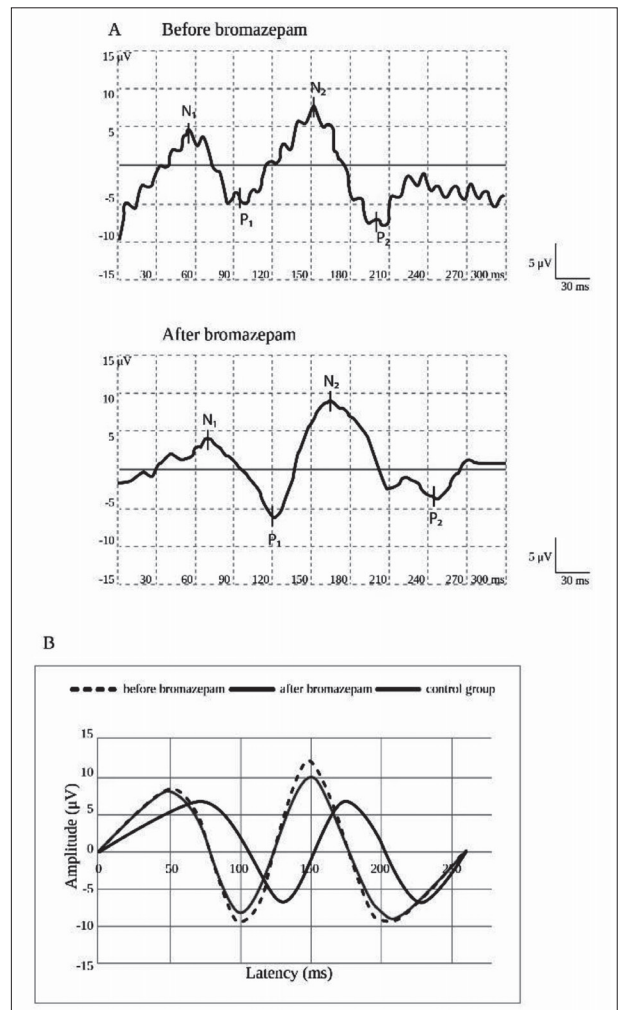 A Before bromazepam
15 μV
10
5
0
-5
-10
-15
N1
N2
P1
P2
30 60 90 120 150 180 210 240 270 300 ms
5 μV
30 ms
After bromazepam
15 μV
10
5
0
-5
-10
-15
N1
N2
P1
P2
30 60 90 120 150 180 210 240 270 300 ms
5 μV
30 ms
B
before bromazepam after bromazepam control group
Amplitude (μV)
15
10
5
0
-5
-10
-15
0 50 100 150 200 250
Latency (ms)